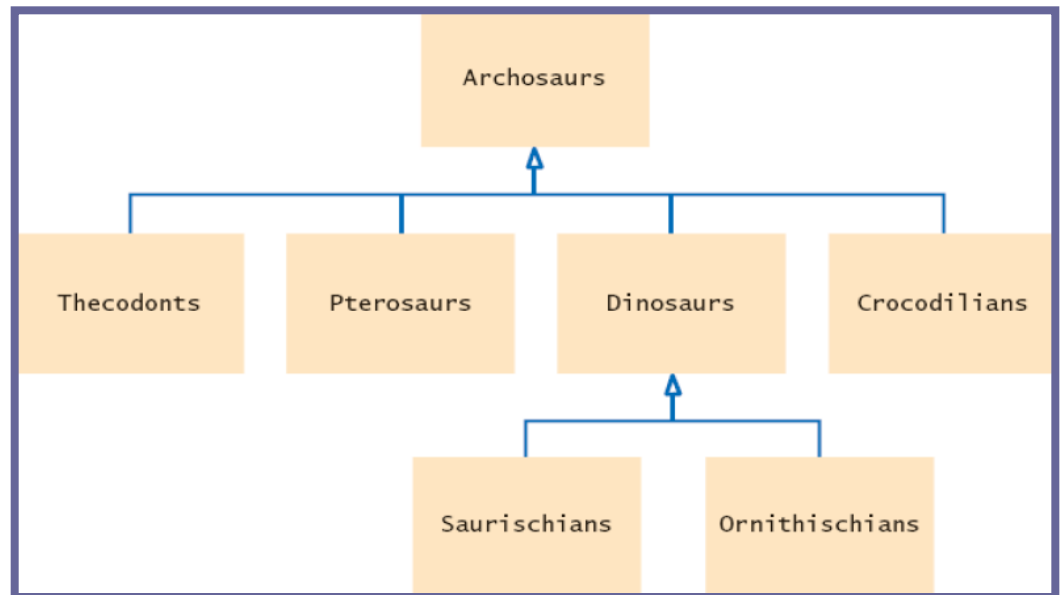 Archosaurs
Thecodonts
Pterosaurs
Dinosaurs
Crocodilians
Saurischians
Ornithischians